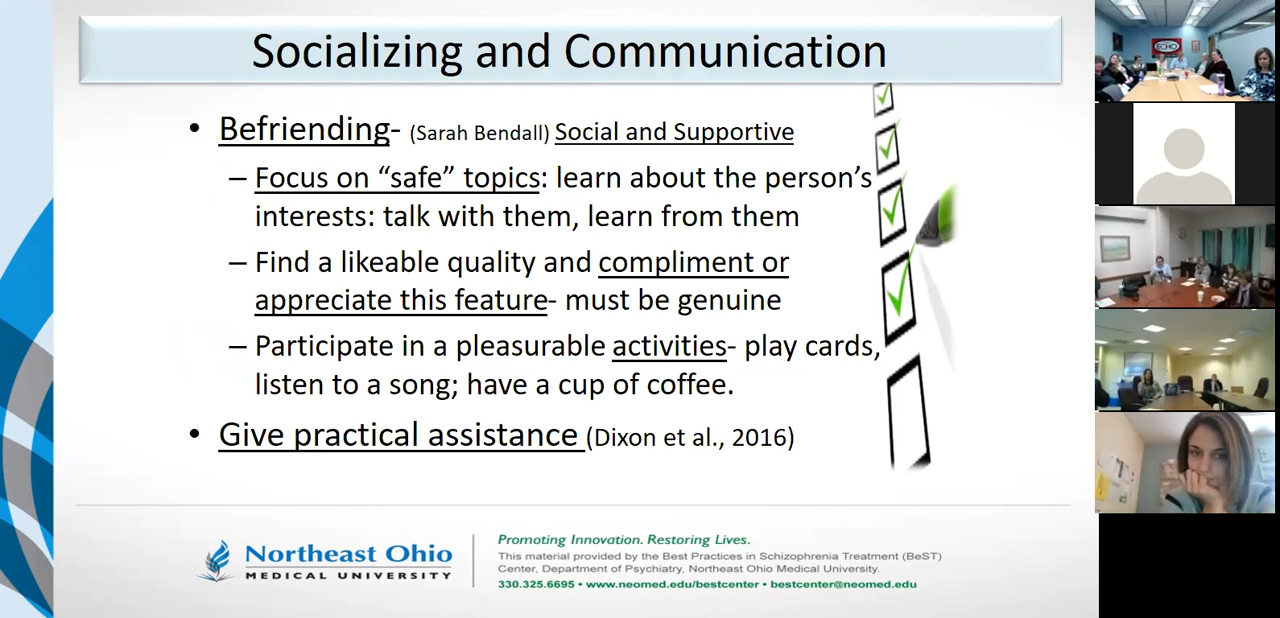 Socializing and Communication
• Befriending- (Sarah Bendall) Social and Supportive
– Focus on “safe” topics: learn about the person’s
interests: talk with them, learn from them
– Find a likeable quality and compliment or
appreciate this feature- must be genuine
– Participate in a pleasurable activities- play cards,
listen to a song; have a cup of coffee.
• Give practical assistance (Dixon et al., 2016)
Northeast Ohio
MEDICAL UNIVERSITY
Promoting Innovation. Restoring Lives.
This material provided by the Best Practices in Schizophrenia Treatment (BeST)
Center, Department of Psychiatry, Northeast Ohio Medical University.
330.325.6695 • www.neomed.edu/bestcenter • bestcenter@neomed.edu
ECHO